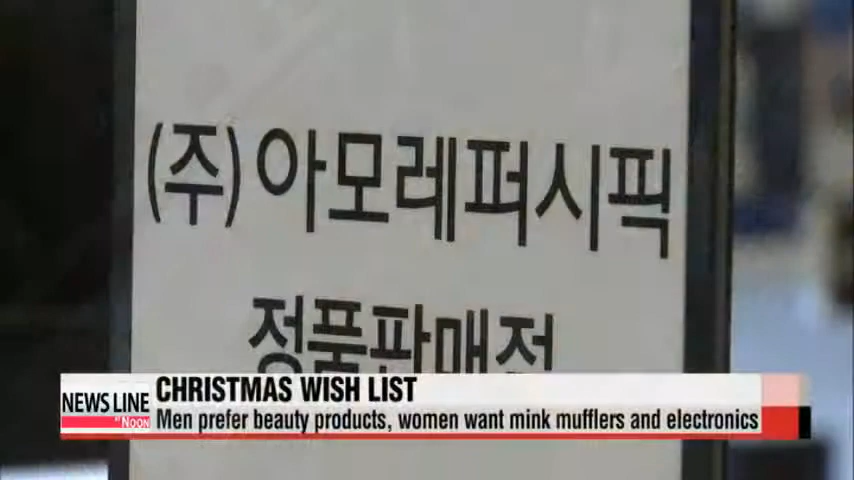 (주)아모레퍼시픽
정품판매점
CHRISTMAS WISH LIST
NEWS LINE
at NOON
Men prefer beauty products, women want mink mufflers and electronics